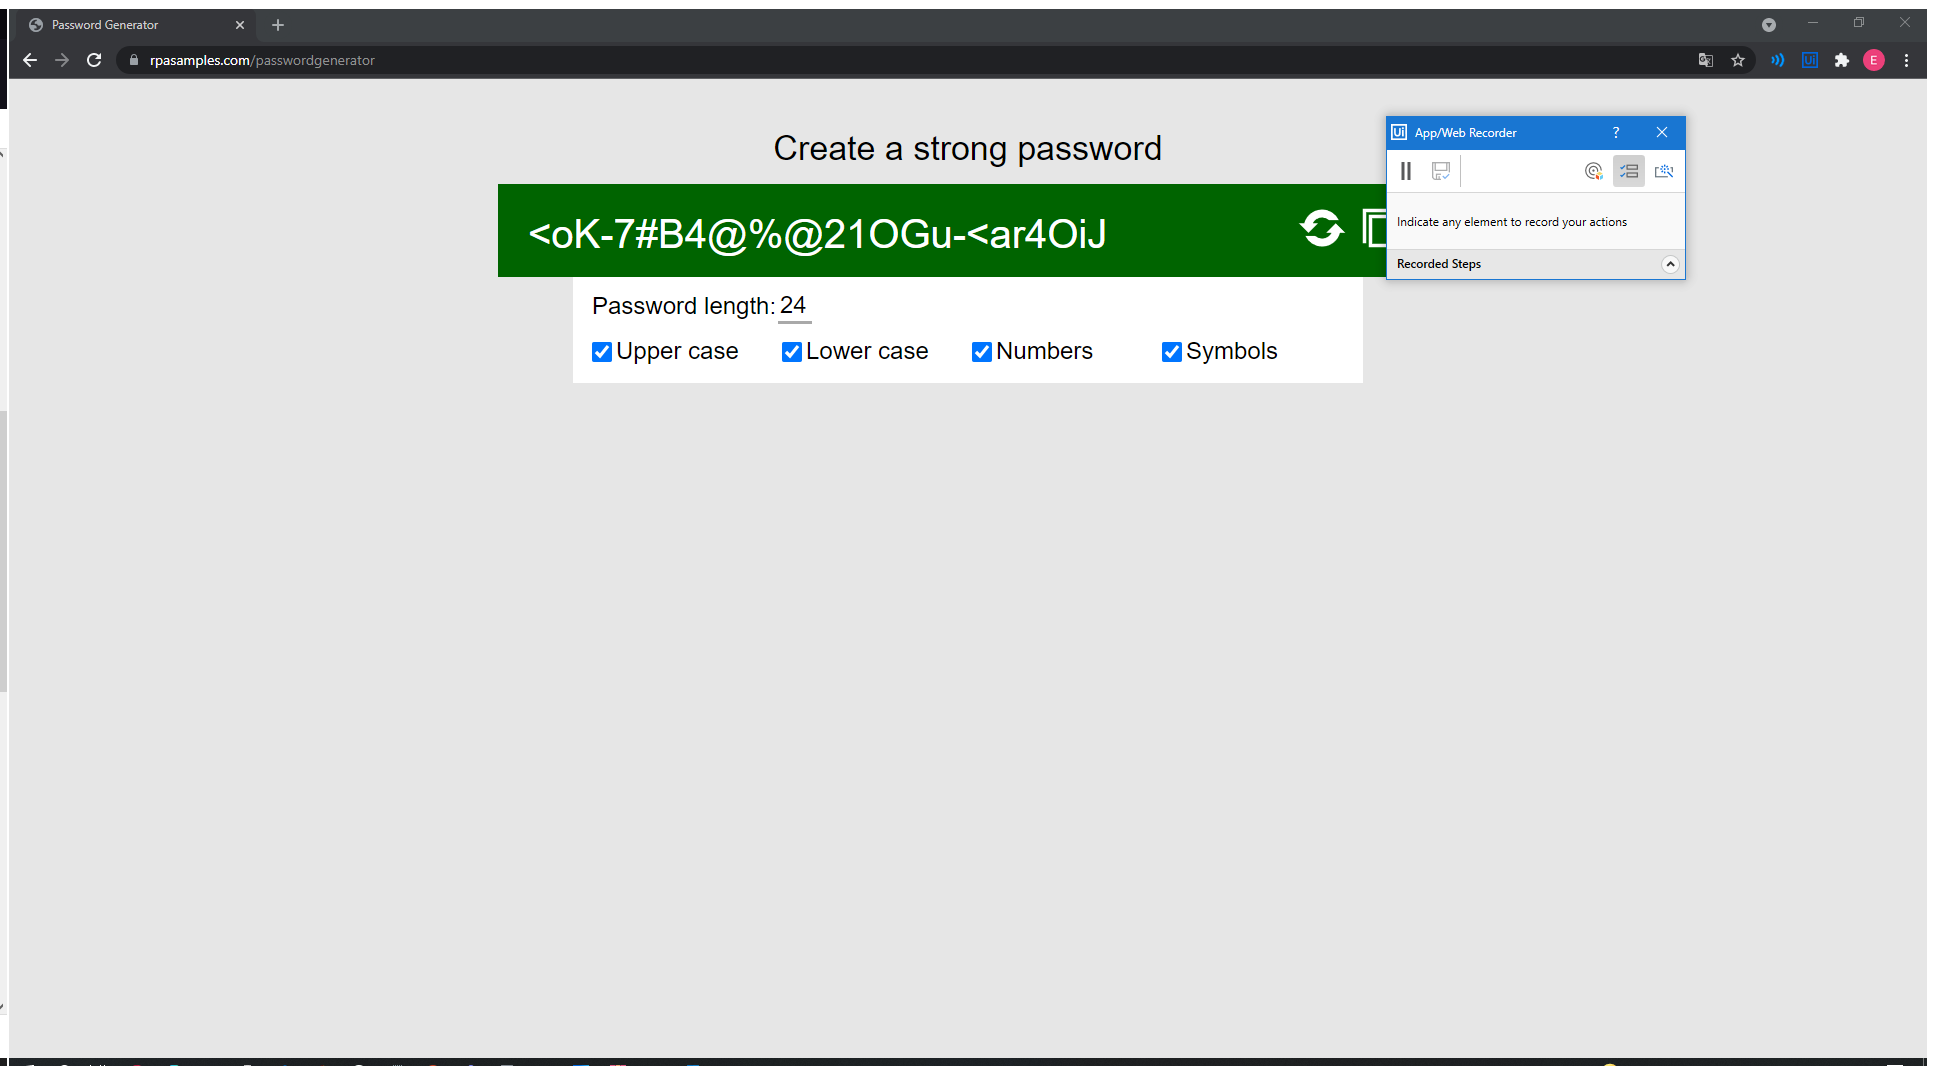 Password Generator
rpasamples.com/passwordgenerator
E
Create a strong password
Ui App/Web Recorder ?
<oK-7#B4@%@21OGu-<ar4OiJ
Indicate any element to record your actions
Recorded Steps
Password length: 24
Upper case Lower case Numbers Symbols